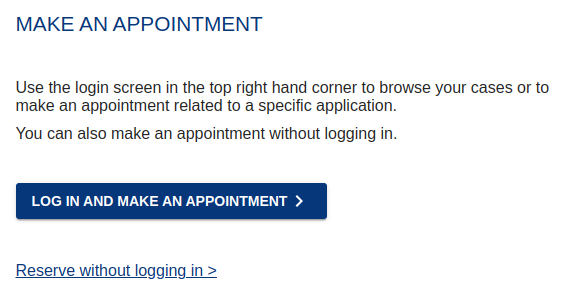 MAKE AN APPOINTMENT
Use the login screen in the top right hand corner to browse your cases or to
make an appointment related to a specific application.
You can also make an appointment without logging in.
LOG IN AND MAKE AN APPOINTMENT >
Reserve without logging in >